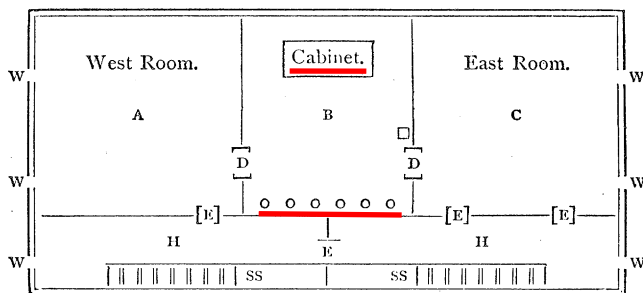 Cabinet.
West Room.
East Room.
W
W
A
B
C
D
D
W
W
O O O O O O
[E]
[E]
[E]
H
E
H
W
W
SS
SS